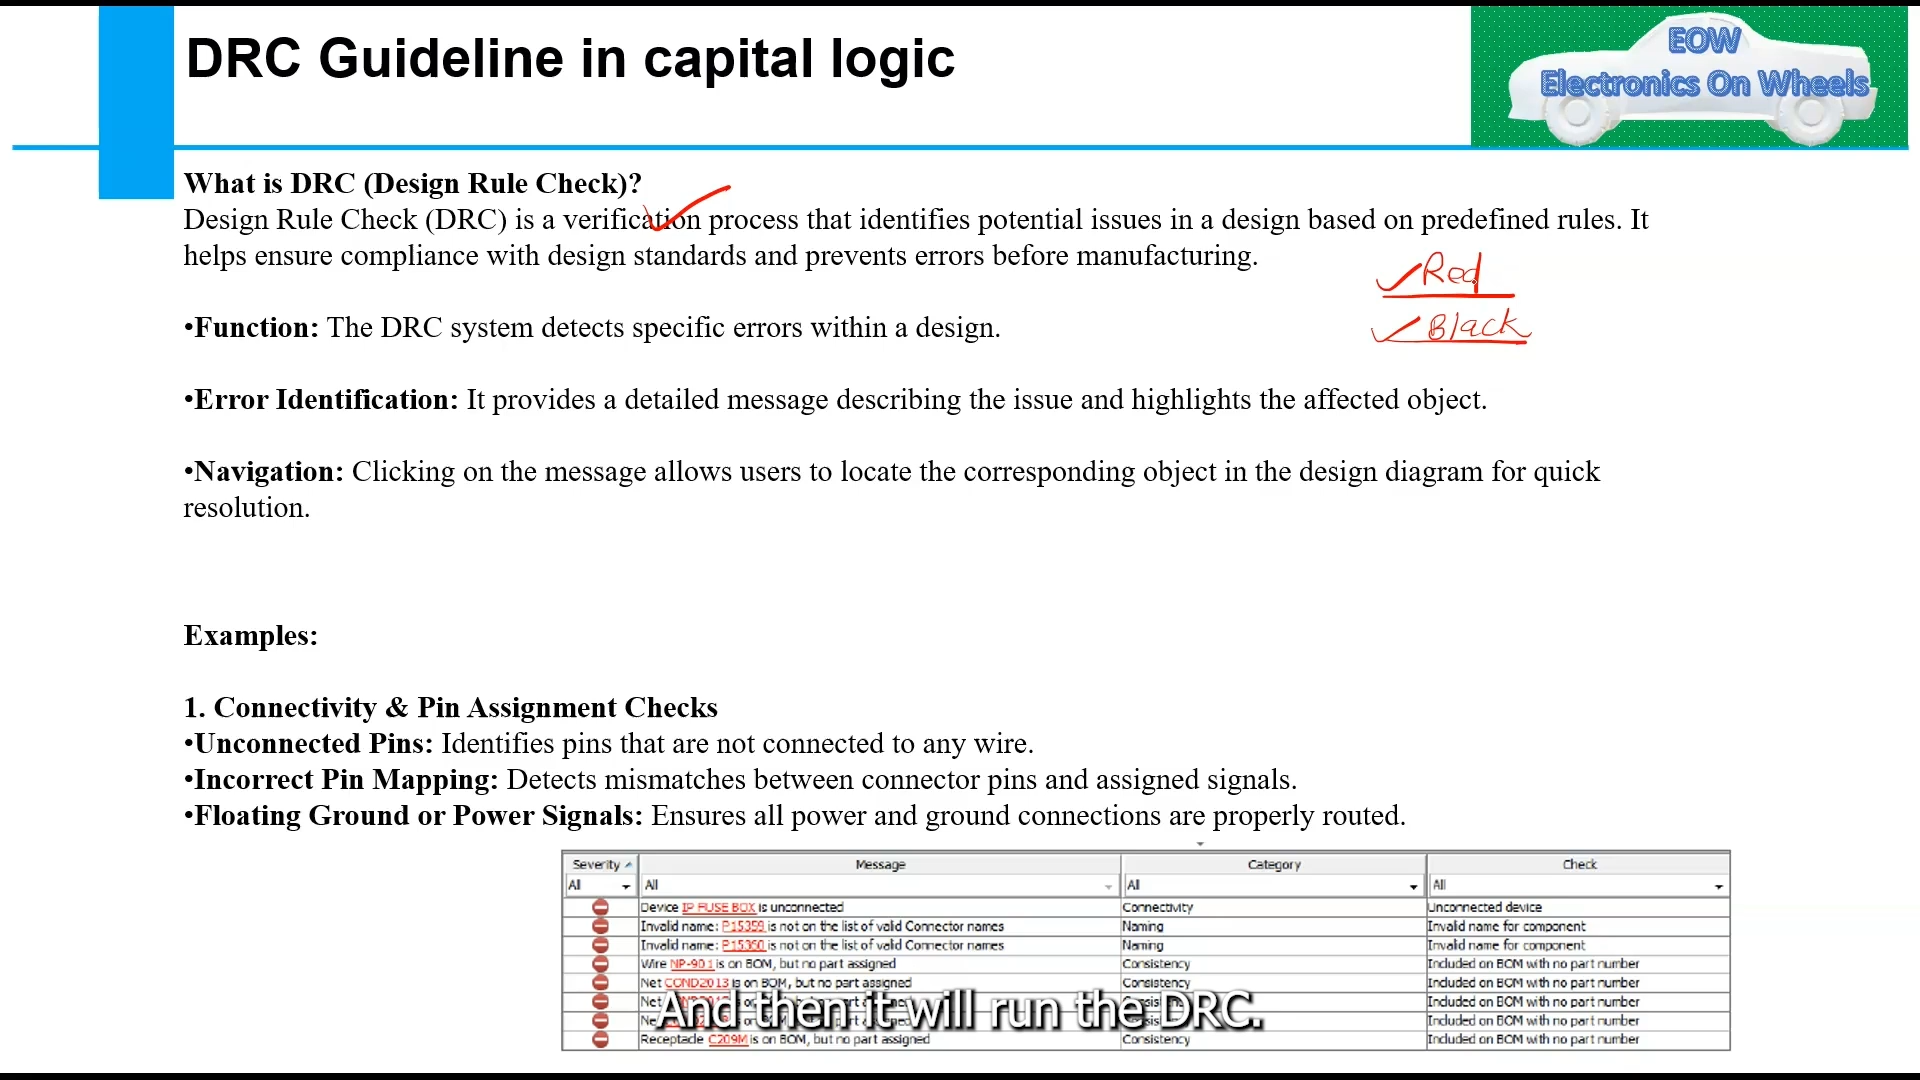 DRC Guideline in capital logic
EOW
Electronics On Wheels
What is DRC (Design Rule Check)?
Design Rule Check (DRC) is a verification process that identifies potential issues in a design based on predefined rules. It
helps ensure compliance with design standards and prevents errors before manufacturing.
Red
Black
•Function: The DRC system detects specific errors within a design.
•Error Identification: It provides a detailed message describing the issue and highlights the affected object.
•Navigation: Clicking on the message allows users to locate the corresponding object in the design diagram for quick
resolution.
Examples:
1. Connectivity & Pin Assignment Checks
•Unconnected Pins: Identifies pins that are not connected to any wire.
•Incorrect Pin Mapping: Detects mismatches between connector pins and assigned signals.
•Floating Ground or Power Signals: Ensures all power and ground connections are properly routed.
Severity Message Category Check
All All All All
Device IP FUSE BOX is unconnected Connectivity Unconnected device
Invalid name: P15359 is not on the list of valid Connector names Naming Invalid name for component
Invalid name: P15360 is not on the list of valid Connector names Naming Invalid name for component
Wire NP-901 is on BOM, but no part assigned Consistency Included on BOM with no part number
Net COND2013 is on BOM, but no part assigned Consistency Included on BOM with no part number
Net Included on BOM with no part number
Included on BOM with no part number
Receptacle C209M is on BOM, but no part assigned Consistency Included on BOM with no part number
And then it will run the DRC.